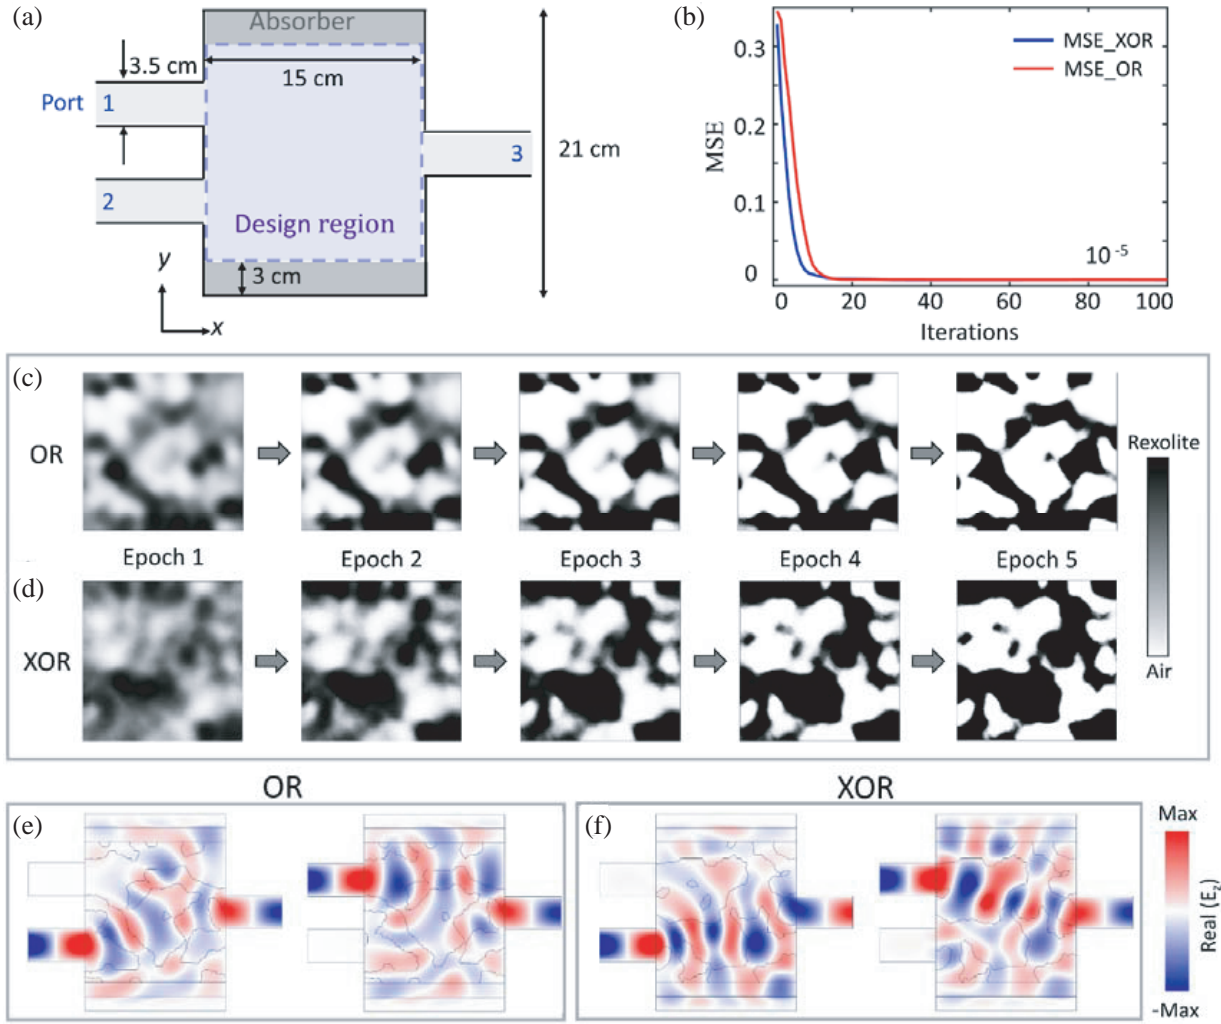 (a)
Absorber
3.5 cm
15 cm
Port
1
2
3
21 cm
Design region
3 cm
y
x
(b)
MSE
0.3
0.2
0.1
0
MSE_XOR
MSE_OR
10⁻⁵
0 20 40 60 80 100
Iterations
(c)
OR
Rexolite
Epoch 1 Epoch 2 Epoch 3 Epoch 4 Epoch 5
(d)
XOR
Air
OR XOR
(e)
(f)
Max
Real (E_z)
-Max